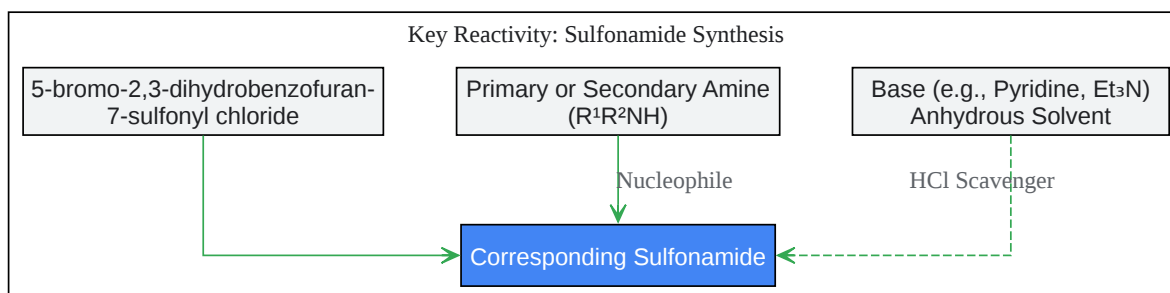 Key Reactivity: Sulfonamide Synthesis
5-bromo-2,3-dihydrobenzofuran-
7-sulfonyl chloride
Primary or Secondary Amine
(R¹R²NH)
Base (e.g., Pyridine, Et₃N)
Anhydrous Solvent
Nucleophile
HCl Scavenger
Corresponding Sulfonamide